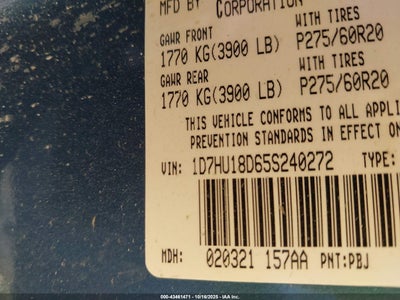 MFD BY CORPORATION
GAWR FRONT WITH TIRES
1770 KG(3900 LB) P275/60R20
GAWR REAR WITH TIRES
1770 KG(3900 LB) P275/60R20
THIS VEHICLE CONFORMS TO ALL APPLI
PREVENTION STANDARDS IN EFFECT ON
VIN: 1D7HU18D65S240272 TYPE:
MDH: 020321 157AA PNT:PBJ
000-43461471 - 10/18/2025 - IAA Inc.